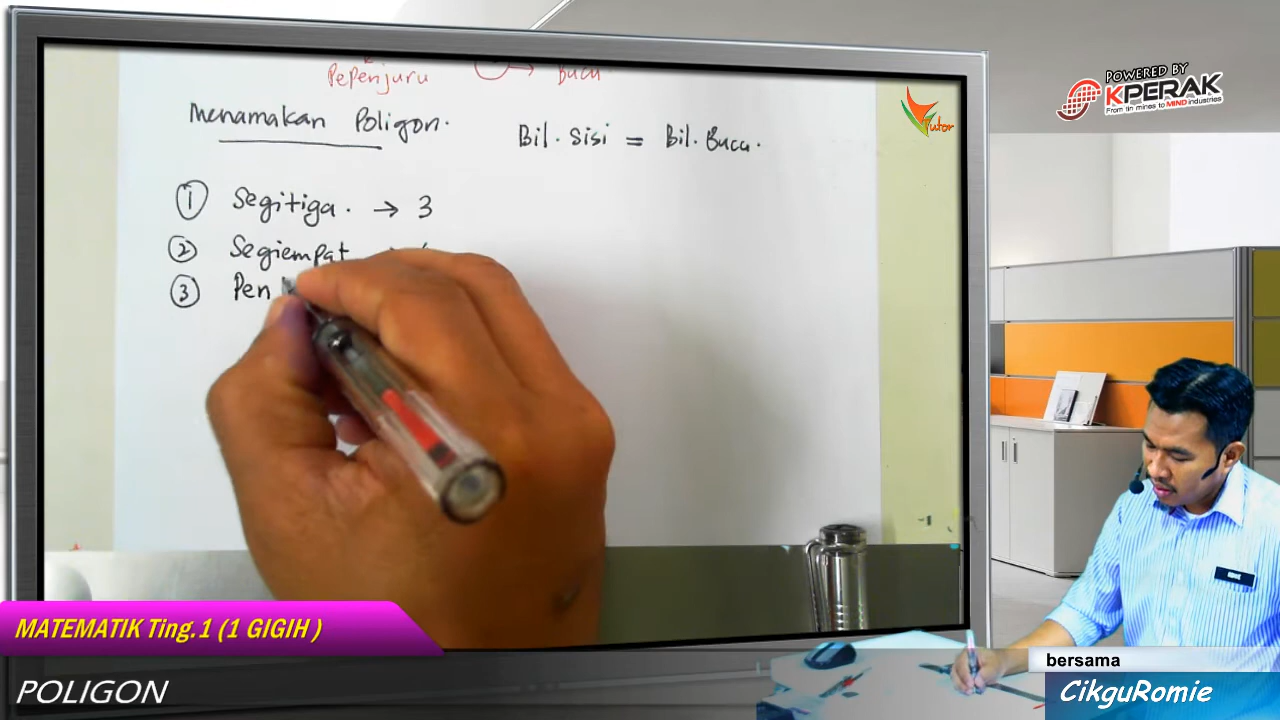 Pepenjuru → Bucu
Menamakan Poligon.
Bil. Sisi = Bil. Bucu.
① Segitiga. → 3
② Segiempat
③ Pen
Tutor
POWERED BY
KPERAK
From tin mines to MIND industries
MATEMATIK Ting.1 (1 GIGIH )
POLIGON
bersama
CikguRomie